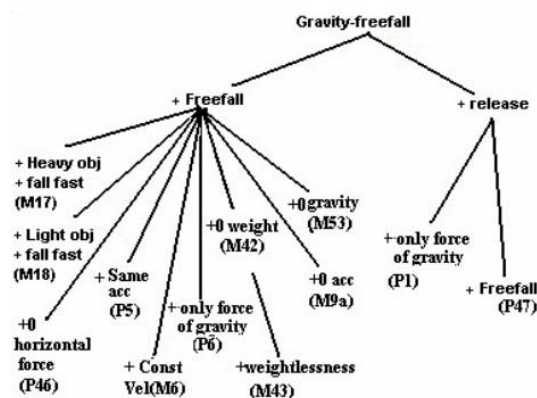 Gravity-freefall
+ Freefall
+ release
+ Heavy obj
+ fall fast
(M17)
+ Light obj
+ fall fast
(M18)
+0
horizontal
force
(P46)
+ Same
acc
(P5)
+ Const
Vel(M6)
+only force
of gravity
(P6)
+0 weight
(M42)
+weightlessness
(M43)
+0 gravity
(M53)
+0 acc
(M9a)
+only force
of gravity
(P1)
+ Freefall
(P47)